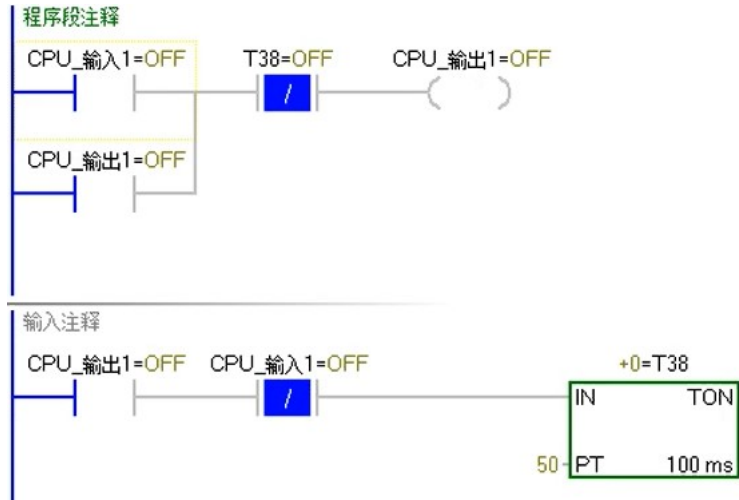 程序段注释
CPU_输入1=OFF T38=OFF CPU_输出1=OFF
/
CPU_输出1=OFF
输入注释
CPU_输出1=OFF CPU_输入1=OFF +0=T38
/
IN TON
50 PT 100 ms